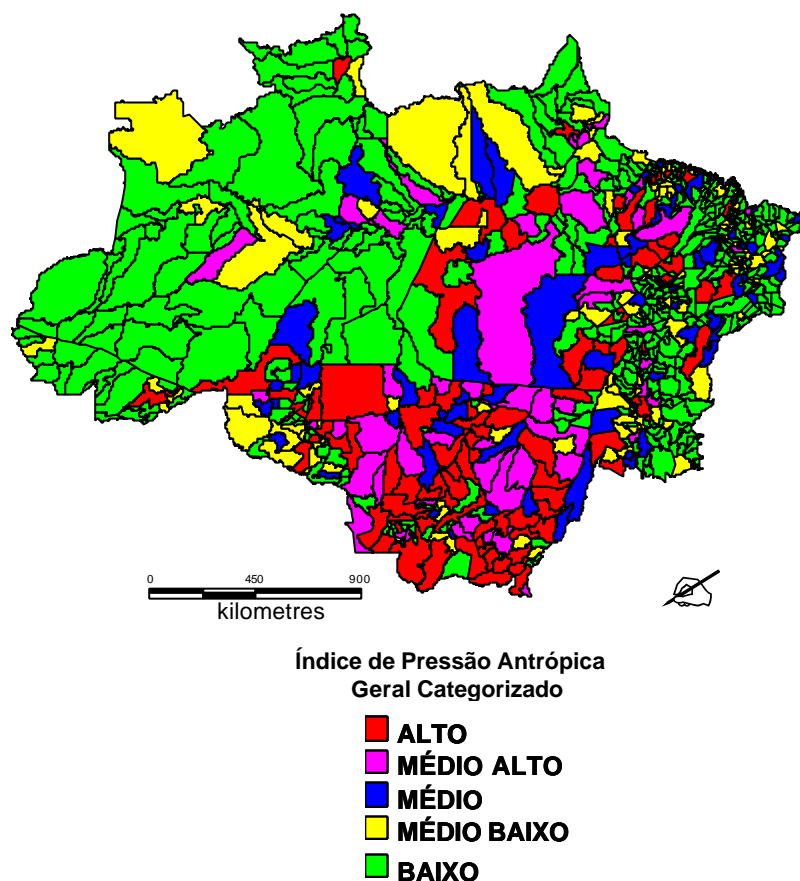 0 450 900
kilometres
Índice de Pressão Antrópica
Geral Categorizado
ALTO
MÉDIO ALTO
MÉDIO
MÉDIO BAIXO
BAIXO